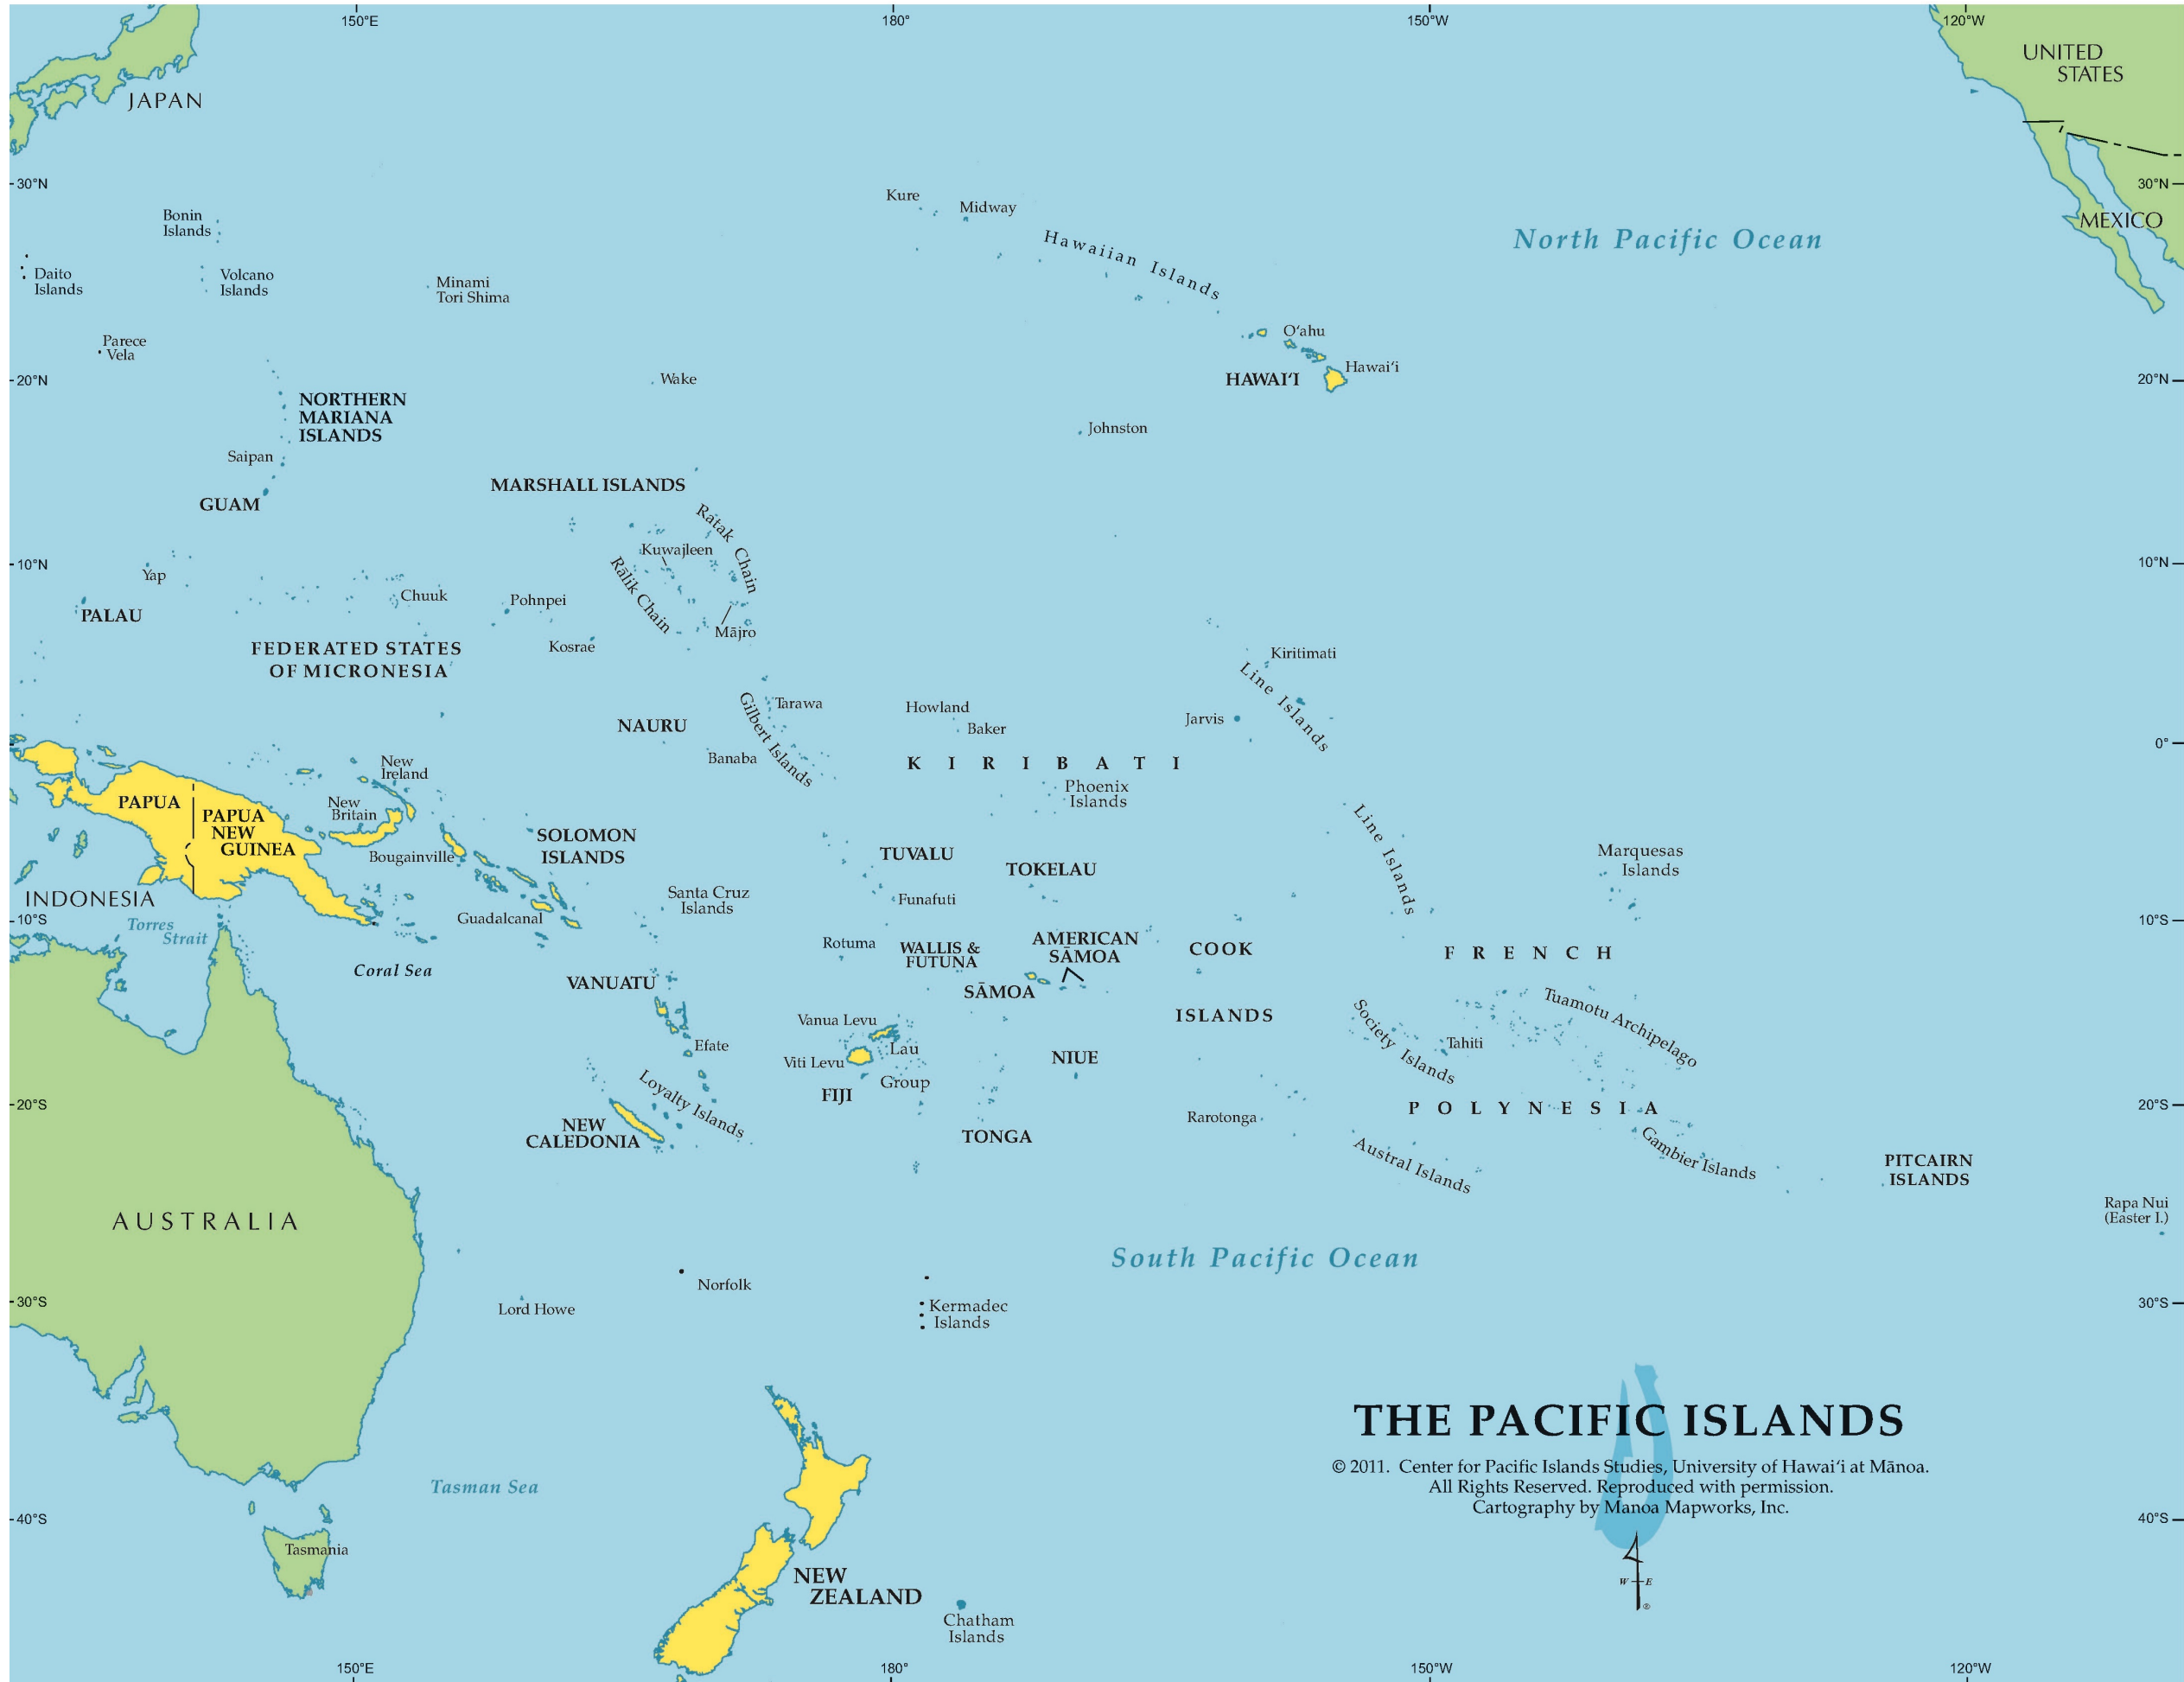 150°E
180°
150°W
120°W
UNITED
STATES
JAPAN
30°N
30°N
Kure
Midway
Bonin
Islands
MEXICO
Hawaiian Islands
North Pacific Ocean
Daito
Islands
Volcano
Islands
Minami
Tori Shima
Parece
Vela
O‘ahu
Hawai‘i
HAWAI‘I
20°N
20°N
Wake
NORTHERN
MARIANA
ISLANDS
Johnston
Saipan
GUAM
MARSHALL ISLANDS
Ratak Chain
Kuwajleen
Rālik Chain
10°N
10°N
Yap
Chuuk
Pohnpei
PALAU
Mājro
Kosrae
FEDERATED STATES
OF MICRONESIA
Kiritimati
Line Islands
Tarawa
Gilbert Islands
Howland
Baker
Jarvis
NAURU
0°
Banaba
KIRIBATI
New
Ireland
Phoenix
Islands
PAPUA
PAPUA
NEW
GUINEA
New
Britain
Line Islands
SOLOMON
ISLANDS
Bougainville
TUVALU
TOKELAU
Marquesas
Islands
INDONESIA
Santa Cruz
Islands
Funafuti
10°S
10°S
Guadalcanal
Torres
Strait
Rotuma
WALLIS &
FUTUNA
AMERICAN
SĀMOA
COOK
FRENCH
Coral Sea
VANUATU
SĀMOA
ISLANDS
Tuamotu Archipelago
Society Islands
Tahiti
Vanua Levu
Efate
Lau
Viti Levu
Group
NIUE
FIJI
Loyalty Islands
20°S
20°S
POLYNESIA
Rarotonga
NEW
CALEDONIA
TONGA
Austral Islands
Gambier Islands
PITCAIRN
ISLANDS
Rapa Nui
(Easter I.)
AUSTRALIA
South Pacific Ocean
Norfolk
30°S
30°S
Lord Howe
Kermadec
Islands
THE PACIFIC ISLANDS
© 2011. Center for Pacific Islands Studies, University of Hawai‘i at Mānoa.
All Rights Reserved. Reproduced with permission.
Cartography by Manoa Mapworks, Inc.
Tasman Sea
40°S
40°S
Tasmania
NEW
ZEALAND
W E
®
Chatham
Islands
150°E
180°
150°W
120°W